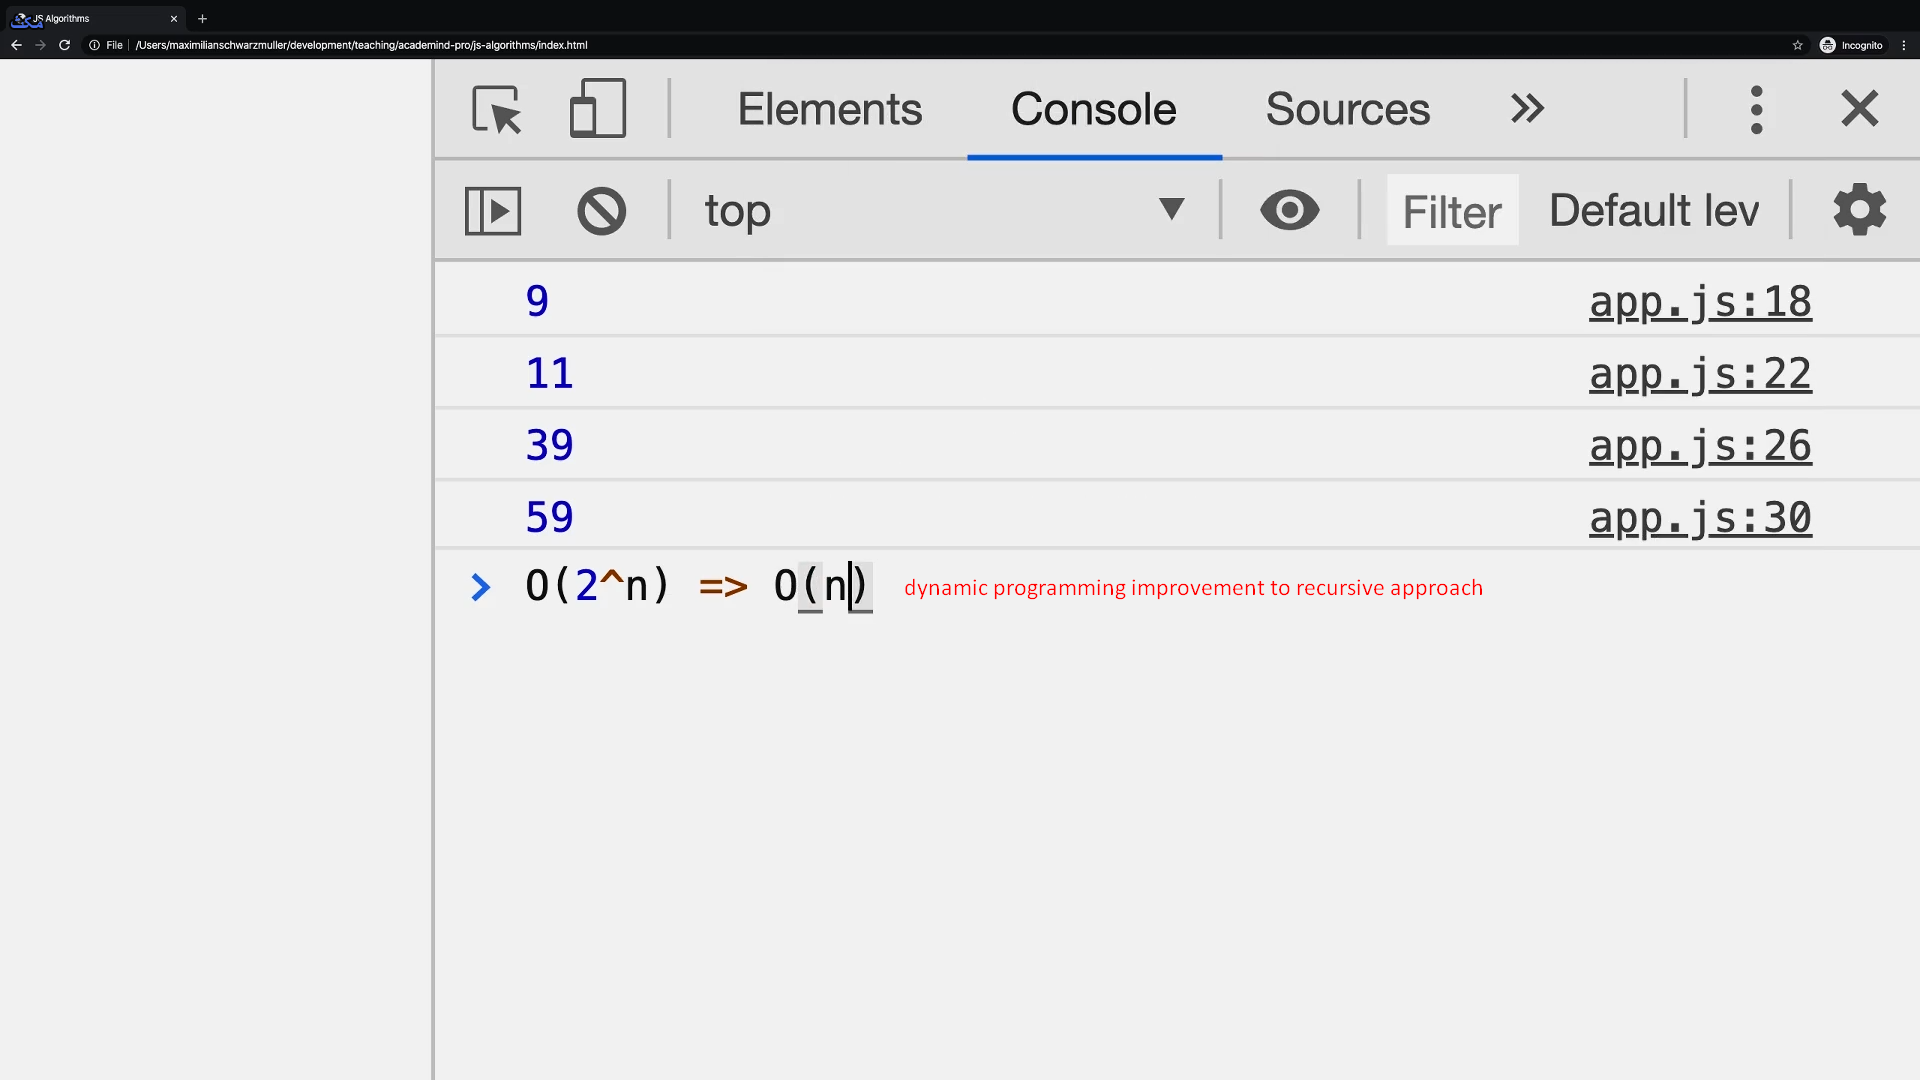 JS Algorithms
مکث
File /Users/maximilianschwarzmuller/development/teaching/academind-pro/js-algorithms/index.html Incognito
Elements Console Sources
top Filter Default lev
9 app.js:18
11 app.js:22
39 app.js:26
59 app.js:30
> O(2^n) => O(n) dynamic programming improvement to recursive approach